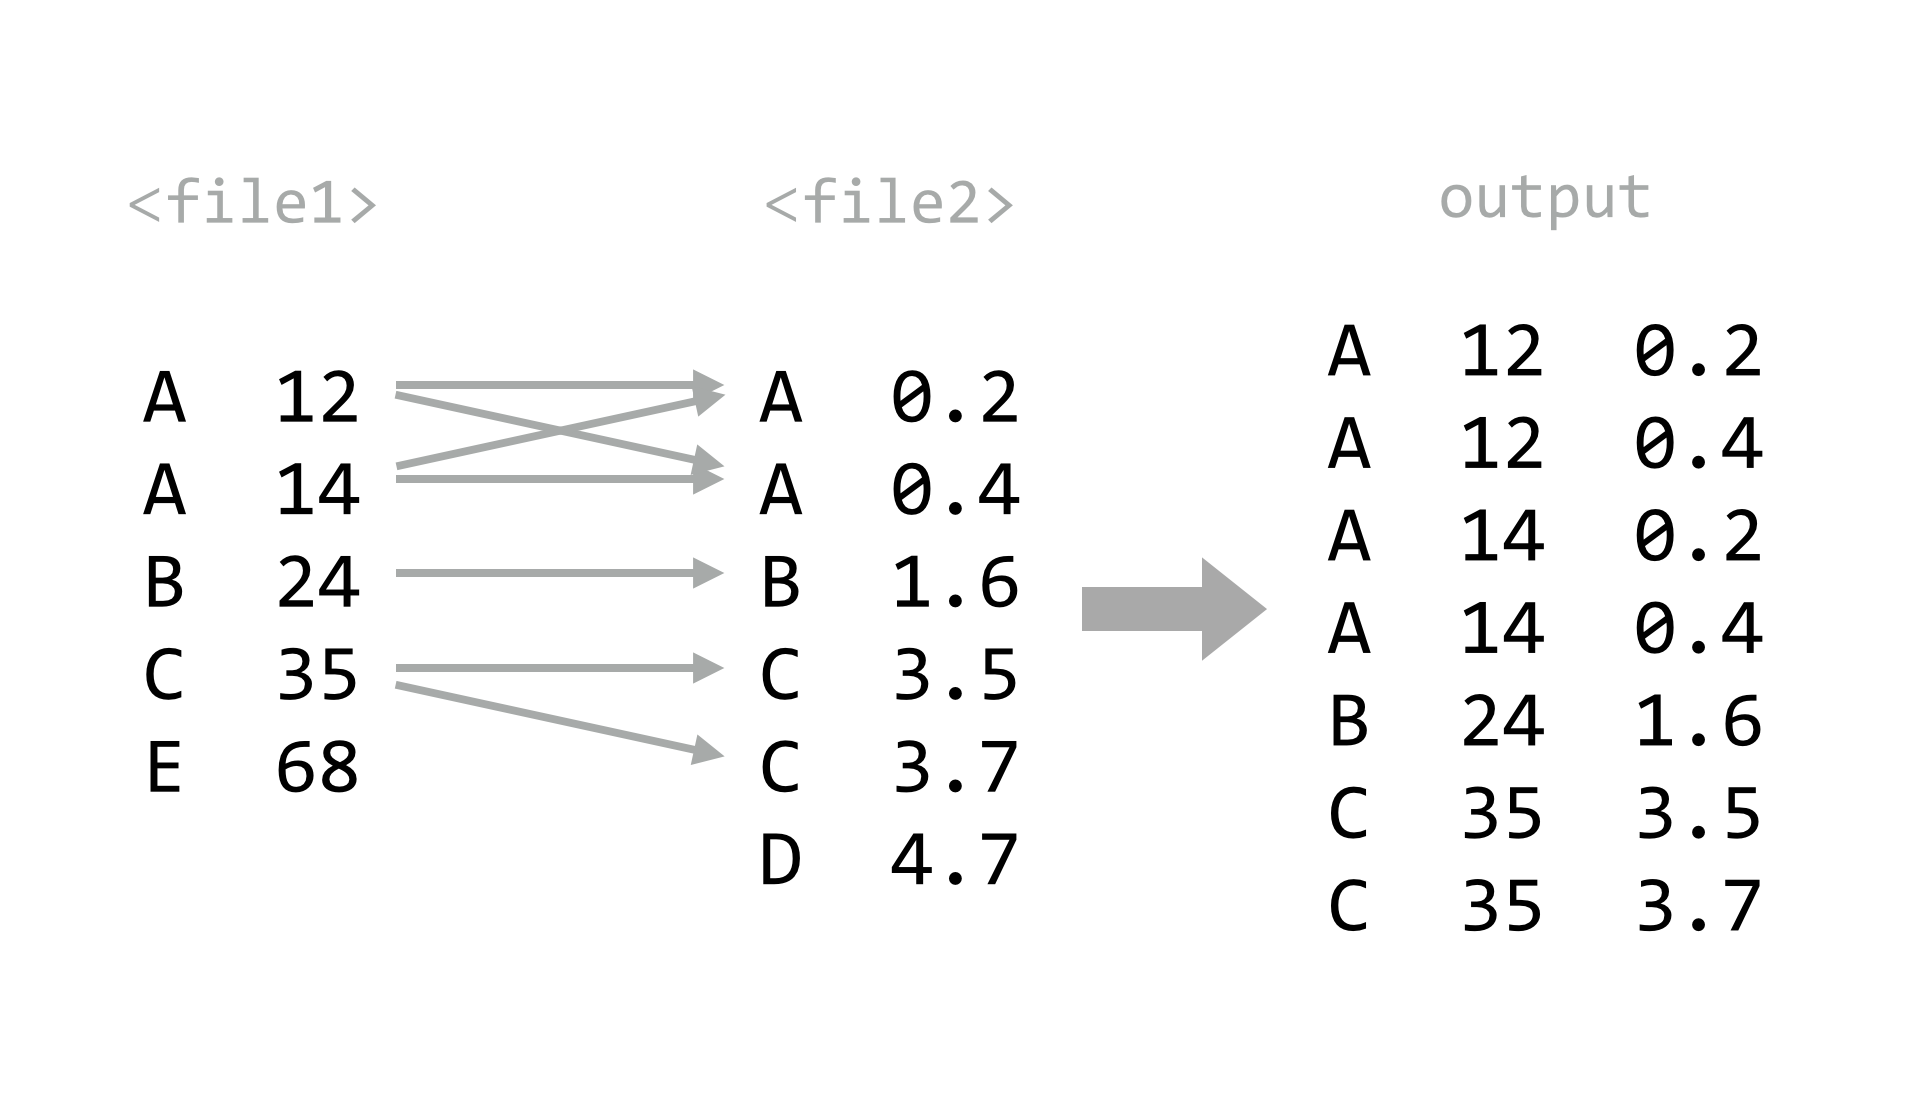 <file1>
A 12
A 14
B 24
C 35
E 68
<file2>
A 0.2
A 0.4
B 1.6
C 3.5
C 3.7
D 4.7
output
A 12 0.2
A 12 0.4
A 14 0.2
A 14 0.4
B 24 1.6
C 35 3.5
C 35 3.7